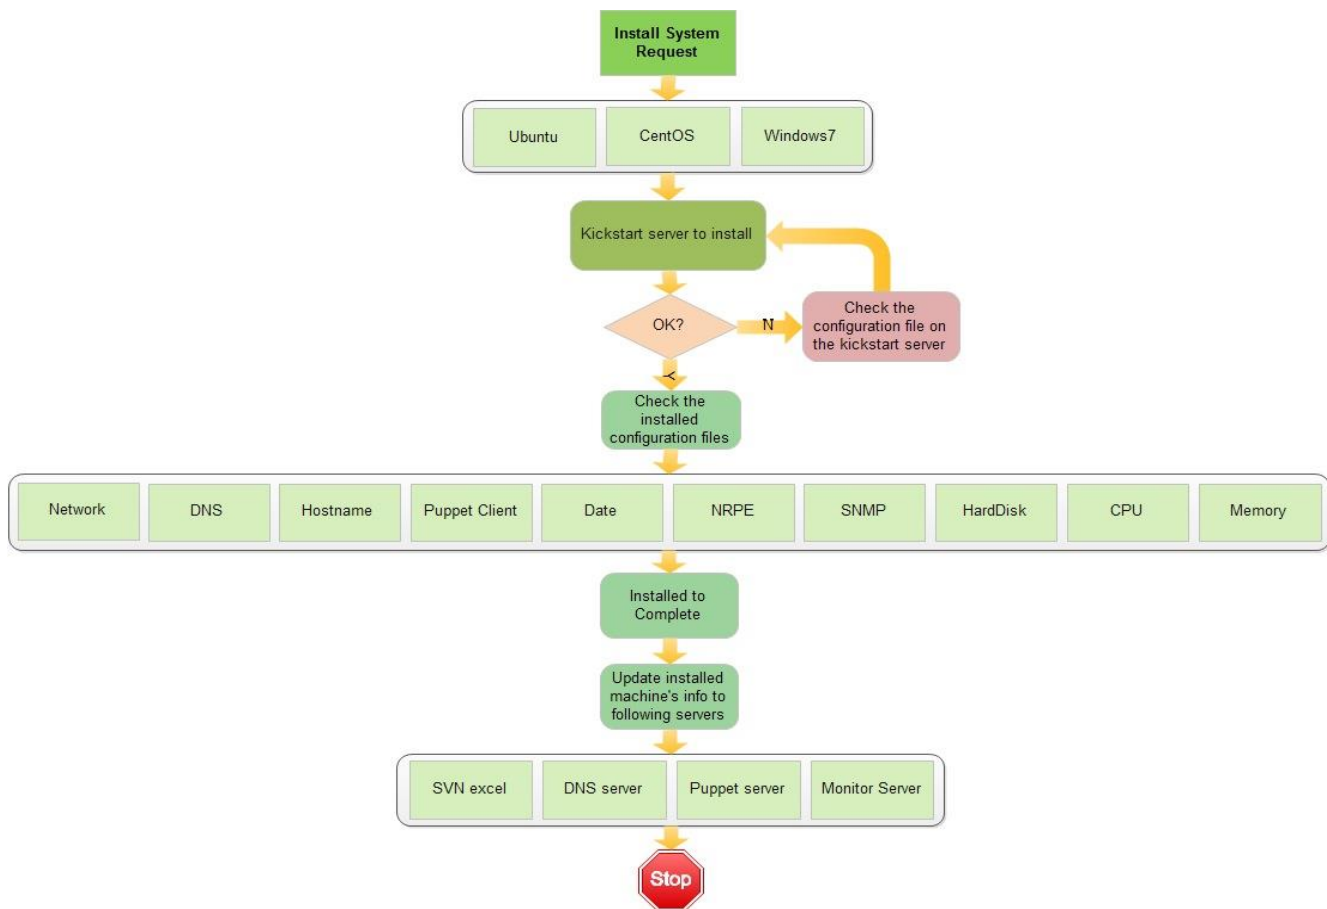 Install System
Request
Ubuntu
CentOS
Windows7
Kickstart server to install
OK?
N
Check the
configuration file on
the kickstart server
Y
Check the
installed
configuration files
Network
DNS
Hostname
Puppet Client
Date
NRPE
SNMP
HardDisk
CPU
Memory
Installed to
Complete
Update installed
machine's info to
following servers
SVN excel
DNS server
Puppet server
Monitor Server
Stop